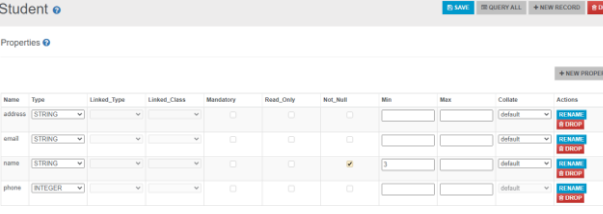 Student
SAVE QUERY ALL + NEW RECORD
Properties
+ NEW PROPER
Name Type Linked_Type Linked_Class Mandatory Read_Only Not_Null Min Max Collate Actions
address STRING default RENAME
DROP
email STRING default RENAME
DROP
name STRING 3 default RENAME
DROP
phone INTEGER default RENAME
DROP